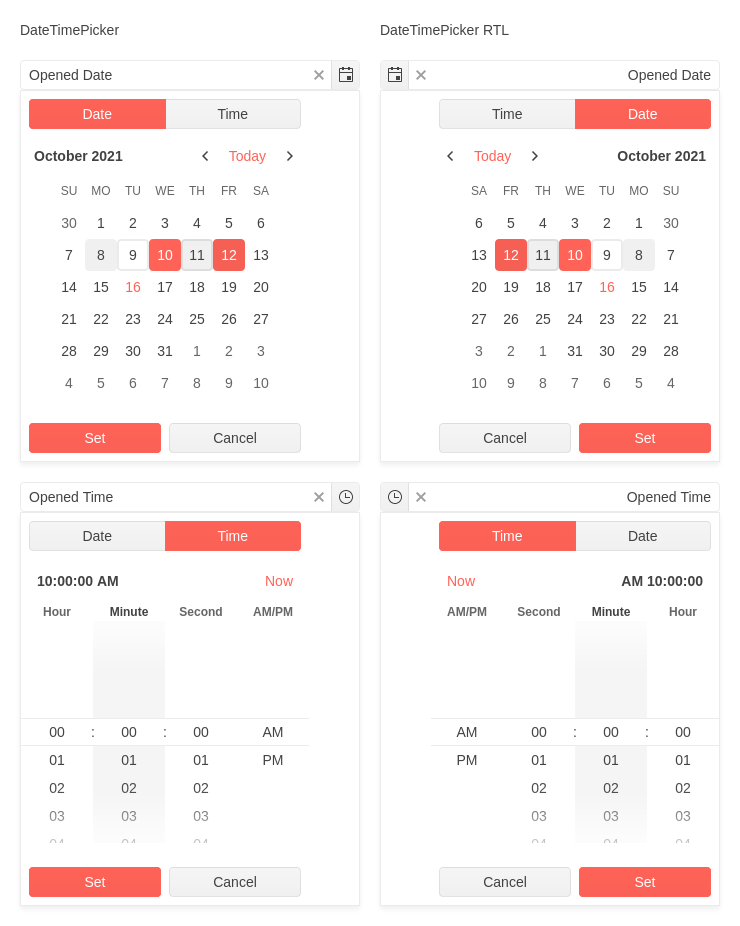 DateTimePicker
DateTimePicker RTL
Opened Date
Date Time
October 2021 Today
SU MO TU WE TH FR SA
30 1 2 3 4 5 6
7 8 9 10 11 12 13
14 15 16 17 18 19 20
21 22 23 24 25 26 27
28 29 30 31 1 2 3
4 5 6 7 8 9 10
Set Cancel
Opened Date
Time Date
Today October 2021
SA FR TH WE TU MO SU
6 5 4 3 2 1 30
13 12 11 10 9 8 7
20 19 18 17 16 15 14
27 26 25 24 23 22 21
3 2 1 31 30 29 28
10 9 8 7 6 5 4
Cancel Set
Opened Time
Date Time
10:00:00 AM Now
Hour Minute Second AM/PM
00 : 00 : 00 AM
01 01 01 PM
02 02 02
03 03 03
04 04 04
Set Cancel
Opened Time
Time Date
Now AM 10:00:00
AM/PM Second Minute Hour
AM 00 : 00 : 00
PM 01 01 01
02 02 02
03 03 03
04 04 04
Cancel Set